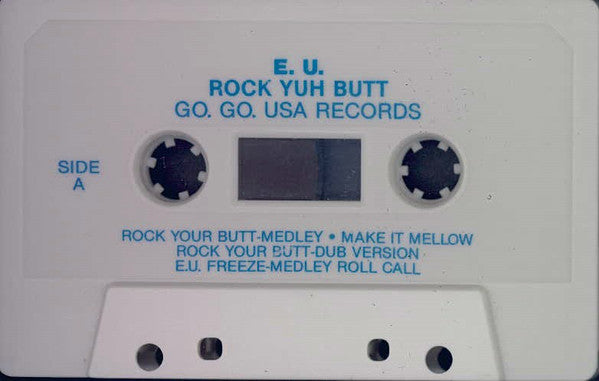 E. U.
ROCK YUH BUTT
GO. GO. USA RECORDS
SIDE
A
ROCK YOUR BUTT-MEDLEY • MAKE IT MELLOW
ROCK YOUR BUTT-DUB VERSION
E.U. FREEZE-MEDLEY ROLL CALL